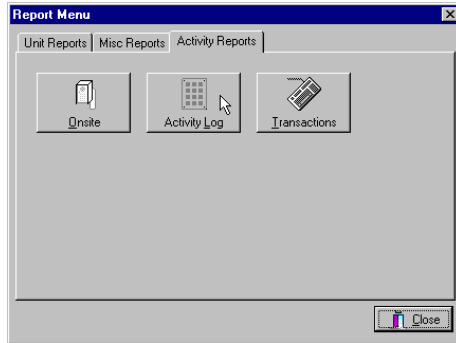 Report Menu
Unit Reports Misc Reports Activity Reports
Onsite Activity Log Transactions
Close